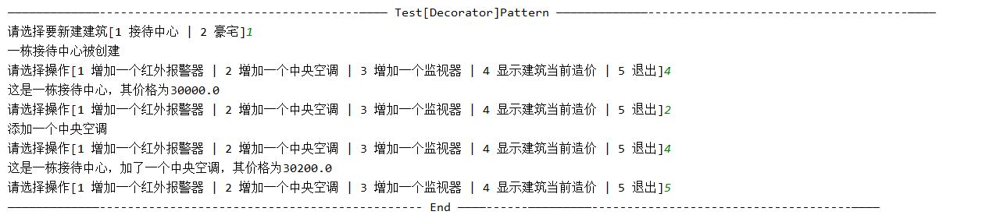 ————————————————————————————————————————— Test[Decorator]Pattern —————————————————————————————————————————
请选择要新建建筑[1 接待中心 | 2 豪宅]1
一栋接待中心被创建
请选择操作[1 增加一个红外报警器 | 2 增加一个中央空调 | 3 增加一个监视器 | 4 显示建筑当前造价 | 5 退出]4
这是一栋接待中心，其价格为30000.0
请选择操作[1 增加一个红外报警器 | 2 增加一个中央空调 | 3 增加一个监视器 | 4 显示建筑当前造价 | 5 退出]2
添加一个中央空调
请选择操作[1 增加一个红外报警器 | 2 增加一个中央空调 | 3 增加一个监视器 | 4 显示建筑当前造价 | 5 退出]4
这是一栋接待中心，加了一个中央空调，其价格为30200.0
请选择操作[1 增加一个红外报警器 | 2 增加一个中央空调 | 3 增加一个监视器 | 4 显示建筑当前造价 | 5 退出]5
————————————————————————————————————————— End —————————————————————————————————————————